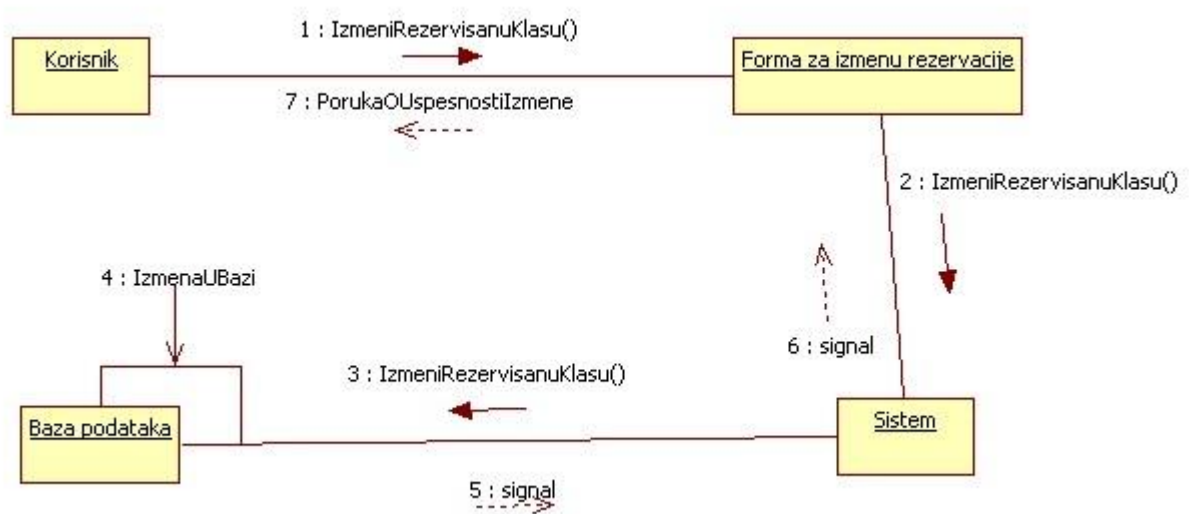 1 : IzmeniRezervisanuKlasu()
Korisnik
Forma za izmenu rezervacije
7 : PorukaOUspesnostiIzmene
2 : IzmeniRezervisanuKlasu()
4 : IzmenaUBazi
6 : signal
3 : IzmeniRezervisanuKlasu()
Baza podataka
Sistem
5 : signal